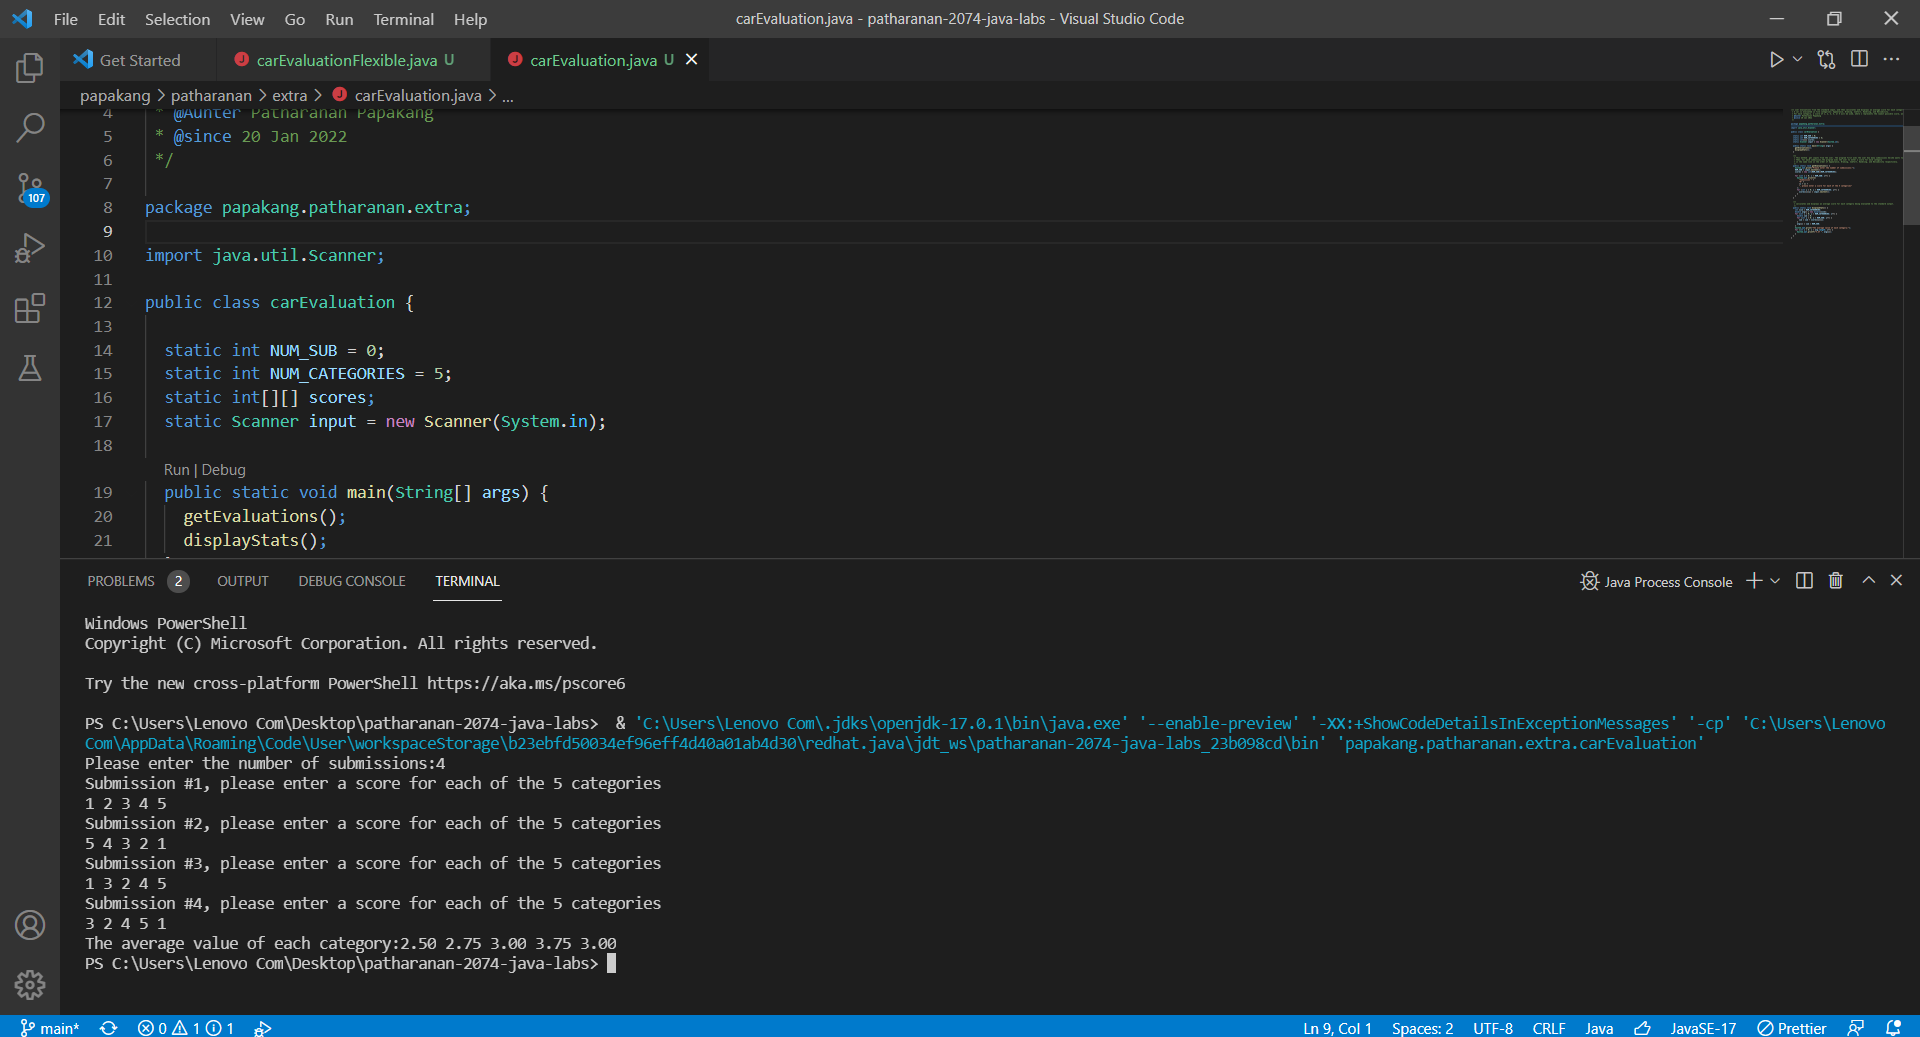 File Edit Selection View Go Run Terminal Help
carEvaluation.java - patharanan-2074-java-labs - Visual Studio Code
Get Started
carEvaluationFlexible.java U
carEvaluation.java U
papakang > patharanan > extra > carEvaluation.java > ...
4 * @Aunter Patharanan Papakang
5 * @since 20 Jan 2022
6 */
7
8 package papakang.patharanan.extra;
9
10 import java.util.Scanner;
11
12 public class carEvaluation {
13
14 static int NUM_SUB = 0;
15 static int NUM_CATEGORIES = 5;
16 static int[][] scores;
17 static Scanner input = new Scanner(System.in);
18
Run | Debug
19 public static void main(String[] args) {
20 getEvaluations();
21 displayStats();
107
PROBLEMS 2 OUTPUT DEBUG CONSOLE TERMINAL
Java Process Console
Windows PowerShell
Copyright (C) Microsoft Corporation. All rights reserved.
Try the new cross-platform PowerShell https://aka.ms/pscore6
PS C:\Users\Lenovo Com\Desktop\patharanan-2074-java-labs>  & 'C:\Users\Lenovo Com\.jdks\openjdk-17.0.1\bin\java.exe' '--enable-preview' '-XX:+ShowCodeDetailsInExceptionMessages' '-cp' 'C:\Users\Lenovo
Com\AppData\Roaming\Code\User\workspaceStorage\b23ebfd50034ef96eff4d40a01ab4d30\redhat.java\jdt_ws\patharanan-2074-java-labs_23b098cd\bin' 'papakang.patharanan.extra.carEvaluation'
Please enter the number of submissions:4
Submission #1, please enter a score for each of the 5 categories
1 2 3 4 5
Submission #2, please enter a score for each of the 5 categories
5 4 3 2 1
Submission #3, please enter a score for each of the 5 categories
1 3 2 4 5
Submission #4, please enter a score for each of the 5 categories
3 2 4 5 1
The average value of each category:2.50 2.75 3.00 3.75 3.00
PS C:\Users\Lenovo Com\Desktop\patharanan-2074-java-labs>
main* 0 1 1
Ln 9, Col 1 Spaces: 2 UTF-8 CRLF Java JavaSE-17 Prettier